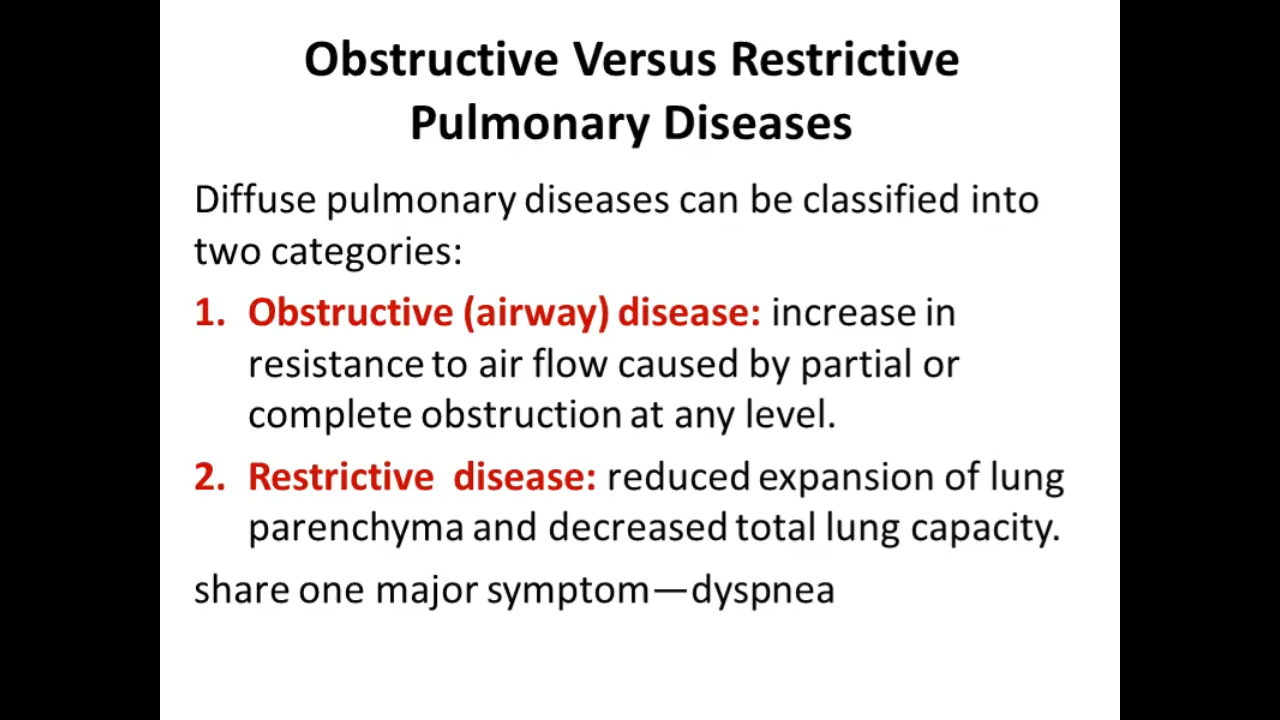 Obstructive Versus Restrictive
Pulmonary Diseases
Diffuse pulmonary diseases can be classified into
two categories:
1. Obstructive (airway) disease: increase in
resistance to air flow caused by partial or
complete obstruction at any level.
2. Restrictive disease: reduced expansion of lung
parenchyma and decreased total lung capacity.
share one major symptom—dyspnea